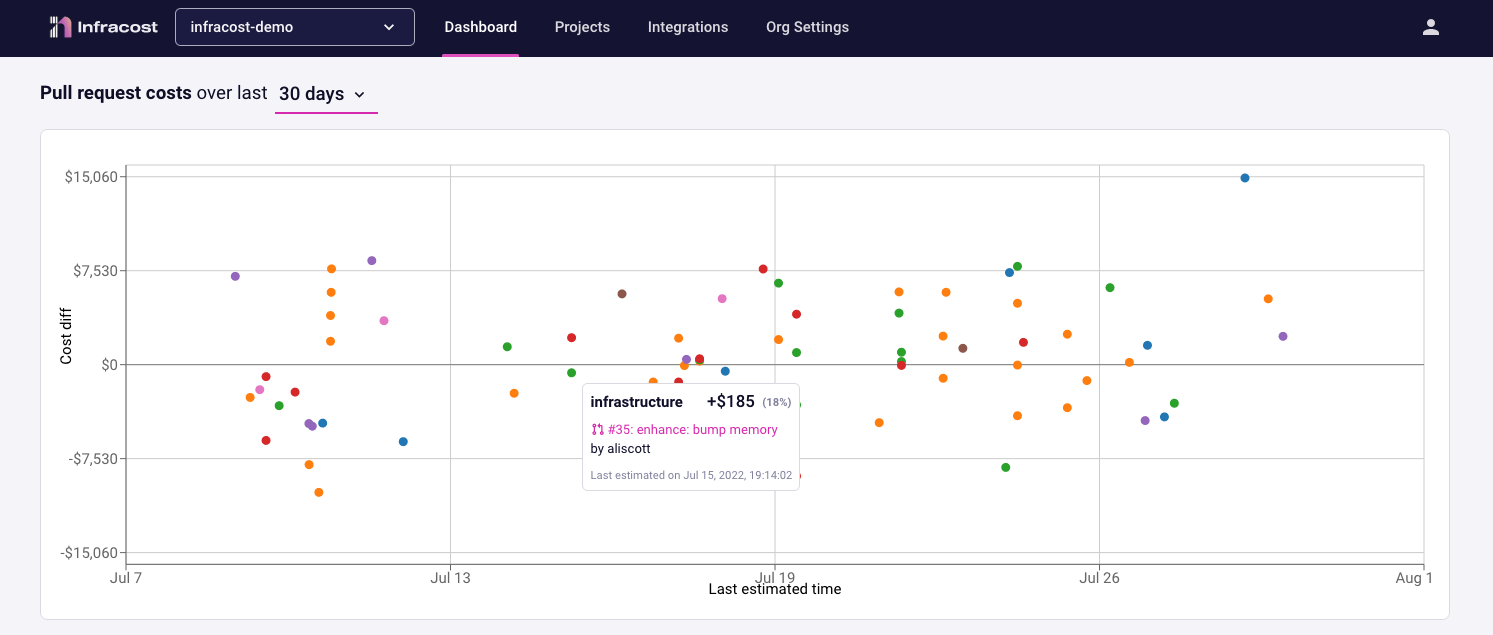 Infracost infracost-demo Dashboard Projects Integrations Org Settings
Pull request costs over last 30 days
$15,060
$7,530
$0
-$7,530
-$15,060
Cost diff
infrastructure +$185 (18%)
#35: enhance: bump memory
by aliscott
Last estimated on Jul 15, 2022, 19:14:02
Jul 7 Jul 13 Jul 19 Jul 26 Aug 1
Last estimated time